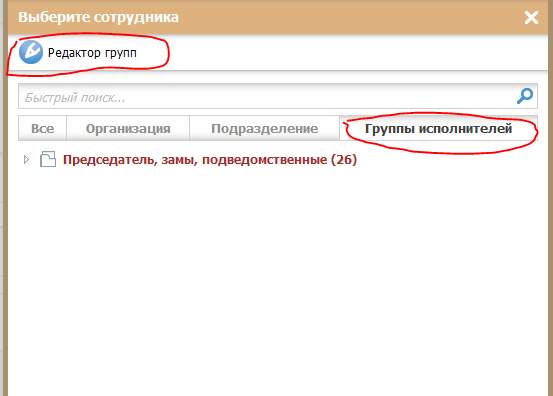 Выберите сотрудника
Редактор групп
Быстрый поиск...
Все Организация Подразделение Группы исполнителей
Председатель, замы, подведомственные (26)